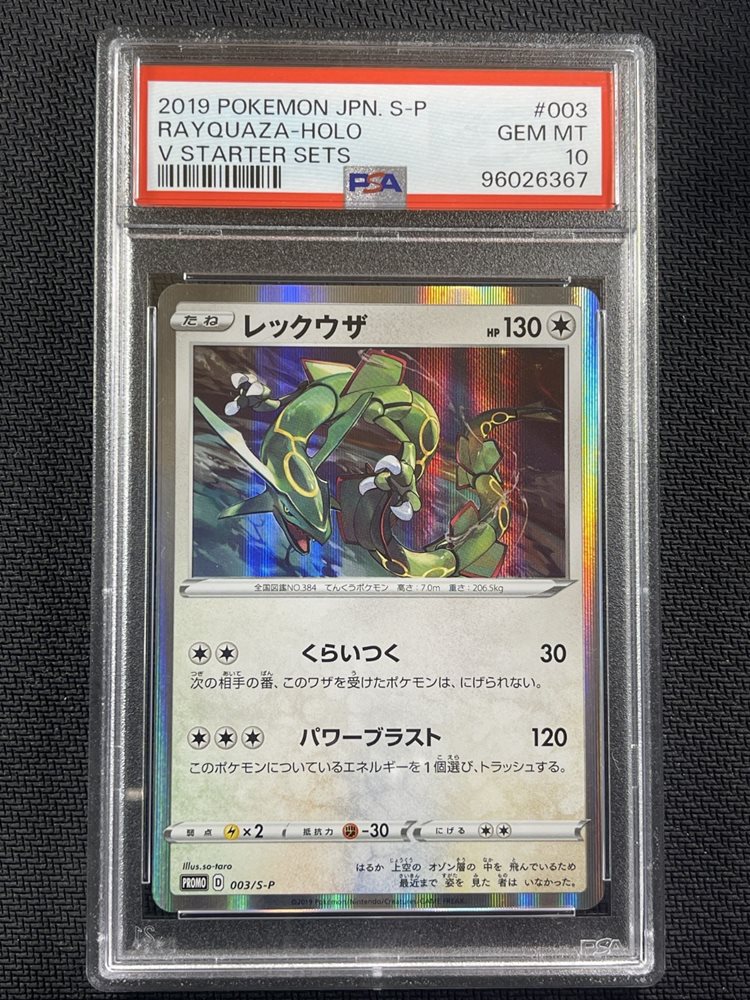 2019 POKEMON JPN. S-P #003
RAYQUAZA-HOLO GEM MT
V STARTER SETS 10
PSA 96026367
たね レックウザ HP 130
全国図鑑NO.384 てんくうポケモン 高さ:7.0m 重さ:206.5kg
くらいつく 30
次の相手の番、このワザを受けたポケモンは、にげられない。
パワーブラスト 120
このポケモンについているエネルギーを1個選び、トラッシュする。
弱点 ×2 抵抗力 -30 にげる
Illus.so-taro
はるか 上空の オゾン層の 中を 飛んでいるため
PROMO D 003/S-P 最近まで 姿を 見た 者は いなかった。
©2019 Pokémon/Nintendo/Creatures/GAME FREAK.
PSA